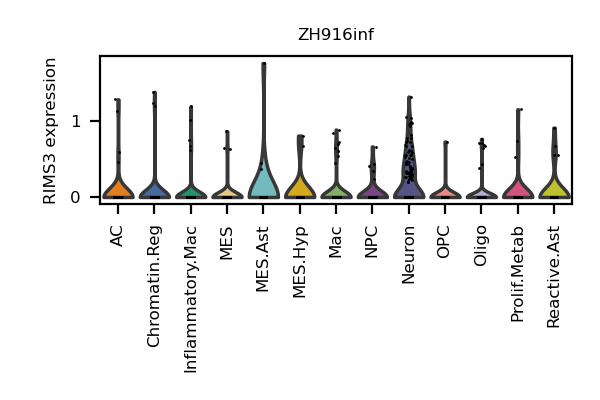 ZH916inf
RIMS3 expression
1
0
AC
Chromatin.Reg
Inflammatory.Mac
MES
MES.Ast
MES.Hyp
Mac
NPC
Neuron
OPC
Oligo
Prolif.Metab
Reactive.Ast